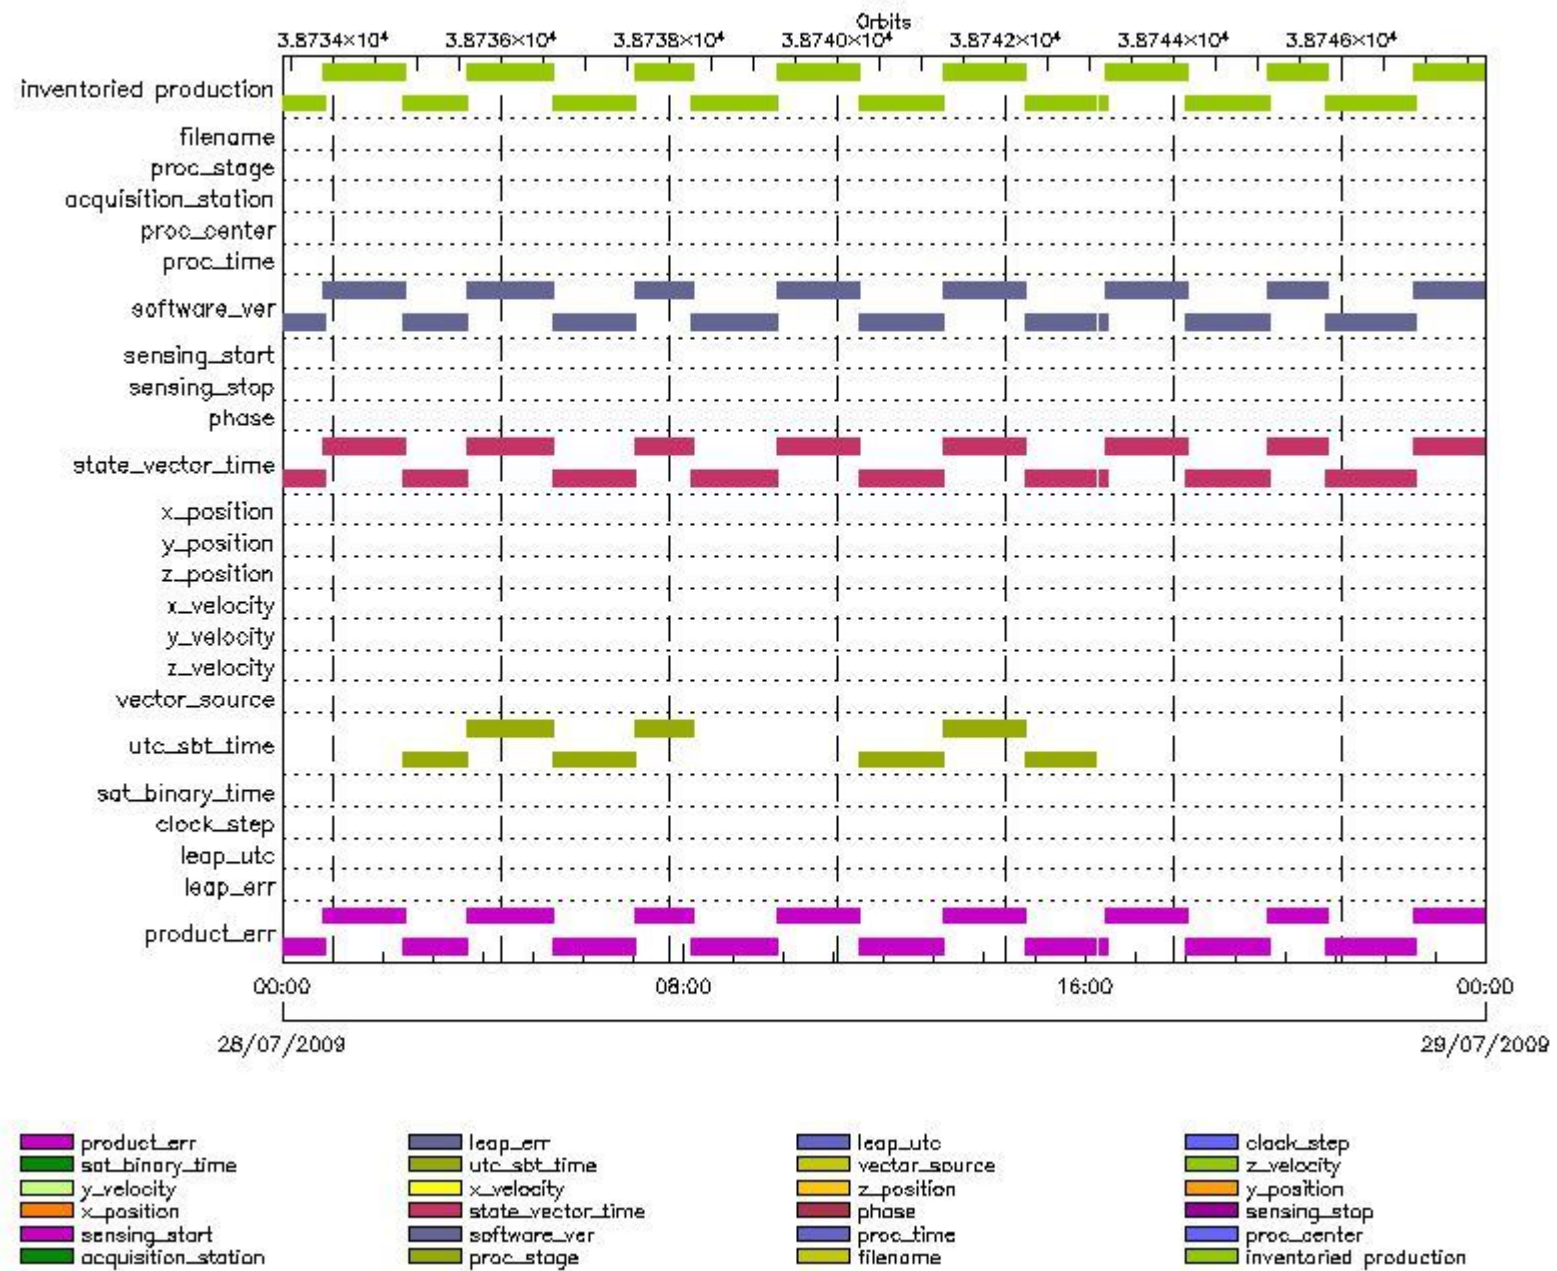 Orbits
3.8734×10⁴ 3.8736×10⁴ 3.8738×10⁴ 3.8740×10⁴ 3.8742×10⁴ 3.8744×10⁴ 3.8746×10⁴
inventoried production
filename
proc_stage
acquisition_station
proc_center
proc_time
software_ver
sensing_start
sensing_stop
phase
state_vector_time
x_position
y_position
z_position
x_velocity
y_velocity
z_velocity
vector_source
utc_sbt_time
sat_binary_time
clock_step
leap_utc
leap_err
product_err
00:00 08:00 16:00 00:00
28/07/2009 29/07/2009
product_err leap_err leap_utc clock_step
sat_binary_time utc_sbt_time vector_source z_velocity
y_velocity x_velocity z_position y_position
x_position state_vector_time phase sensing_stop
sensing_start software_ver proc_time proc_center
acquisition_station proc_stage filename inventoried production